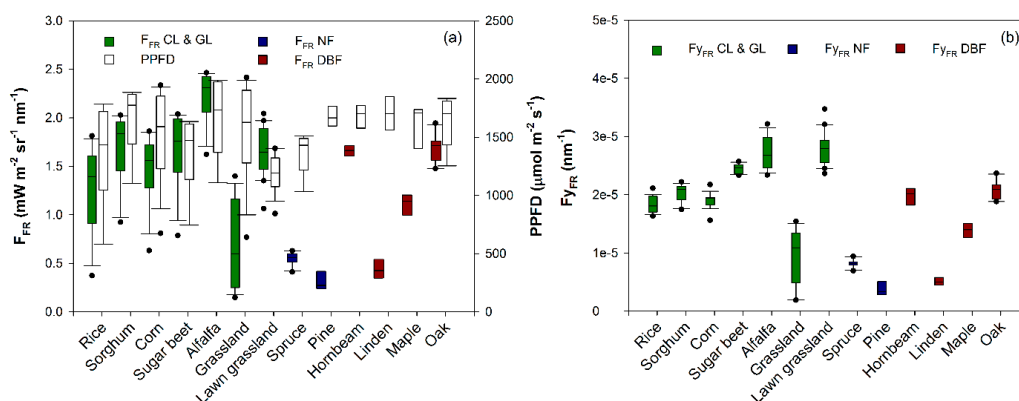 3.0
2.5
2.0
1.5
1.0
0.5
0.0
F_FR (mW m⁻² sr⁻¹ nm⁻¹)
F_FR CL & GL
PPFD
F_FR NF
F_FR DBF
(a)
2500
2000
1500
1000
500
0
PPFD (μmol m⁻² s⁻¹)
Rice
Sorghum
Corn
Sugar beet
Alfalfa
Grassland
Lawn grassland
Spruce
Pine
Hornbeam
Linden
Maple
Oak
5e-5
4e-5
3e-5
2e-5
1e-5
0
Fy_FR (nm⁻¹)
Fy_FR CL & GL
Fy_FR NF
Fy_FR DBF
(b)
Rice
Sorghum
Corn
Sugar beet
Alfalfa
Grassland
Lawn grassland
Spruce
Pine
Hornbeam
Linden
Maple
Oak